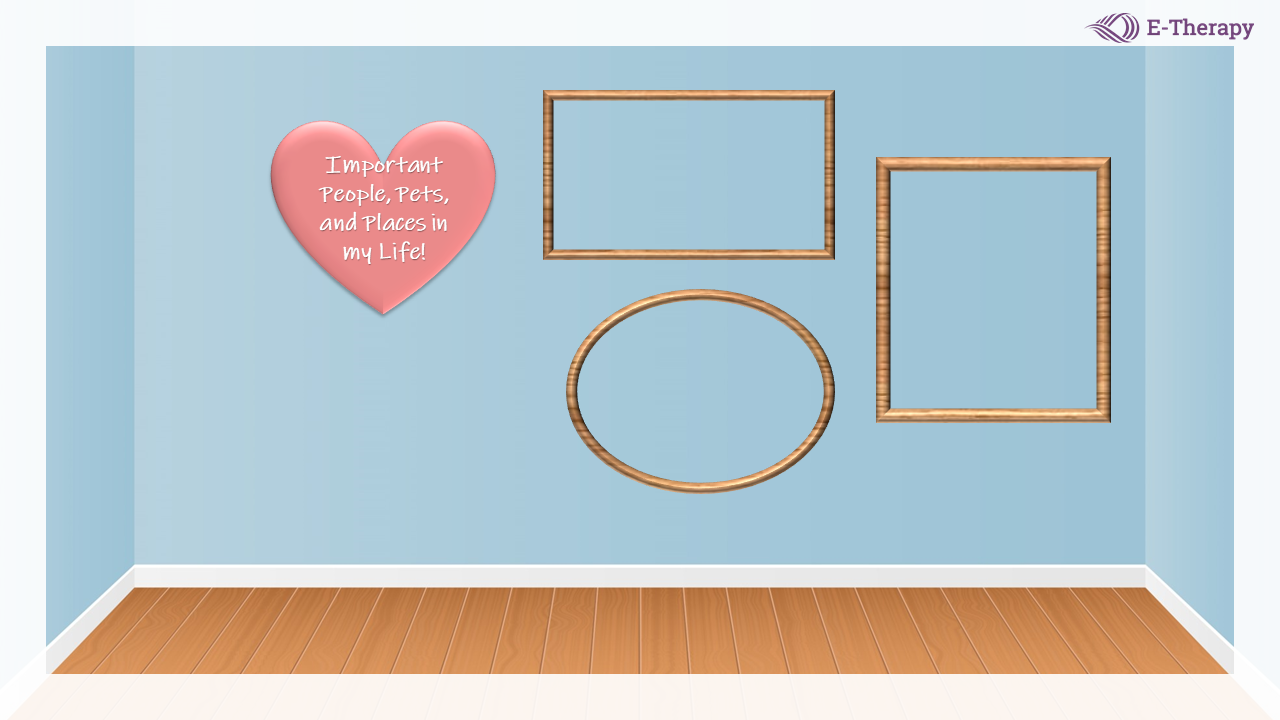 E-Therapy
Important
People, Pets,
and Places in
my Life!